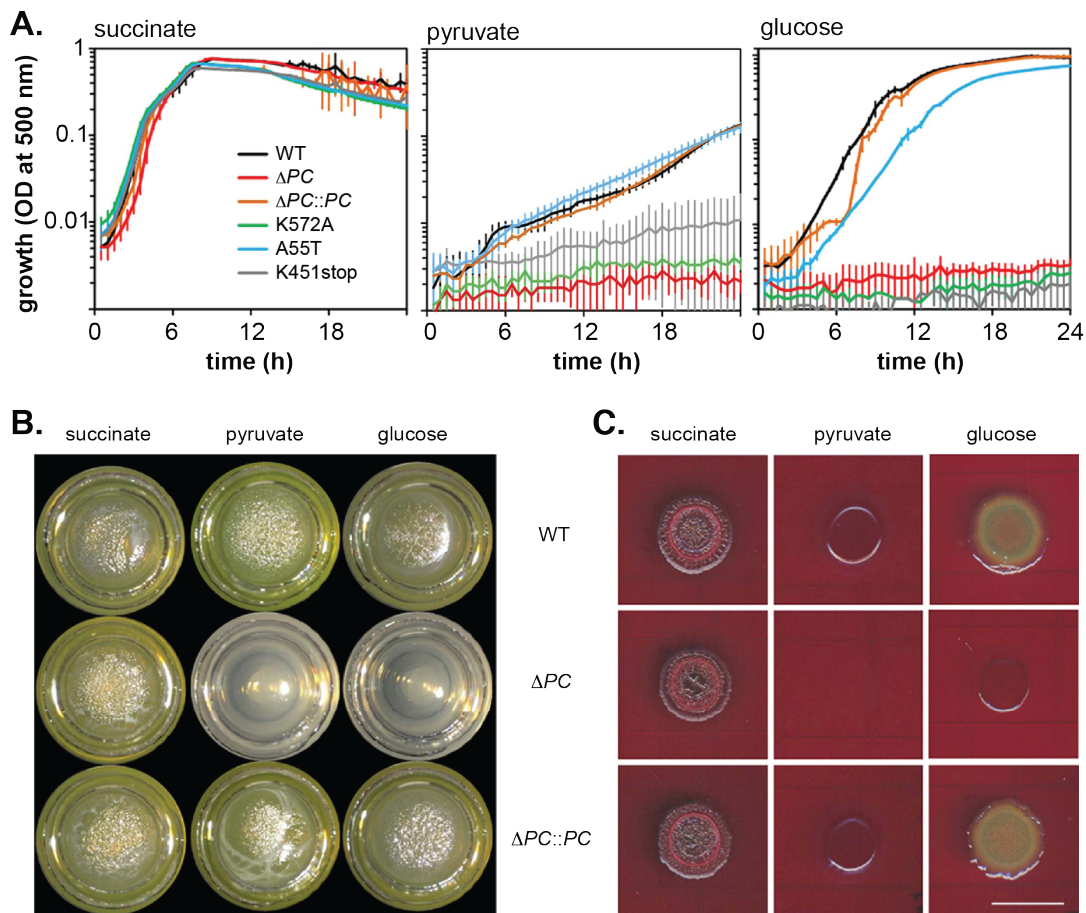 A.
succinate
pyruvate
glucose
growth (OD at 500 nm)
1
0.1
0.01
WT
ΔPC
ΔPC::PC
K572A
A55T
K451stop
0 6 12 18
0 6 12 18
0 6 12 18 24
time (h)
time (h)
time (h)
B.
succinate pyruvate glucose
C.
succinate pyruvate glucose
WT
ΔPC
ΔPC::PC